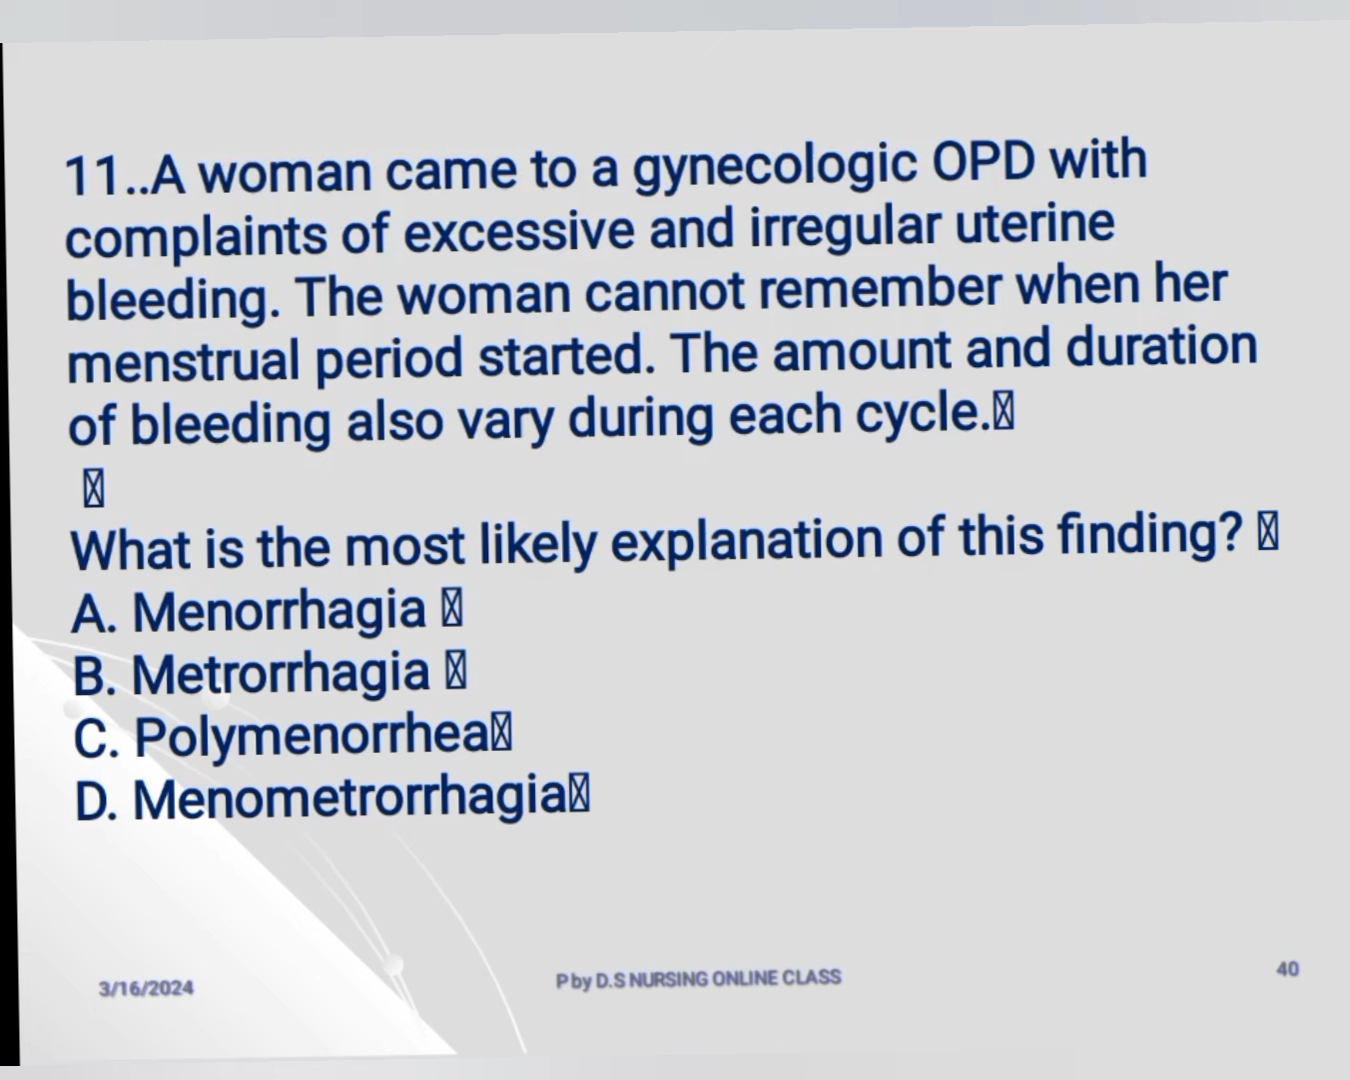 11..A woman came to a gynecologic OPD with
complaints of excessive and irregular uterine
bleeding. The woman cannot remember when her
menstrual period started. The amount and duration
of bleeding also vary during each cycle.
What is the most likely explanation of this finding?
A. Menorrhagia
B. Metrorrhagia
C. Polymenorrhea
D. Menometrorrhagia
3/16/2024
P by D.S NURSING ONLINE CLASS
40